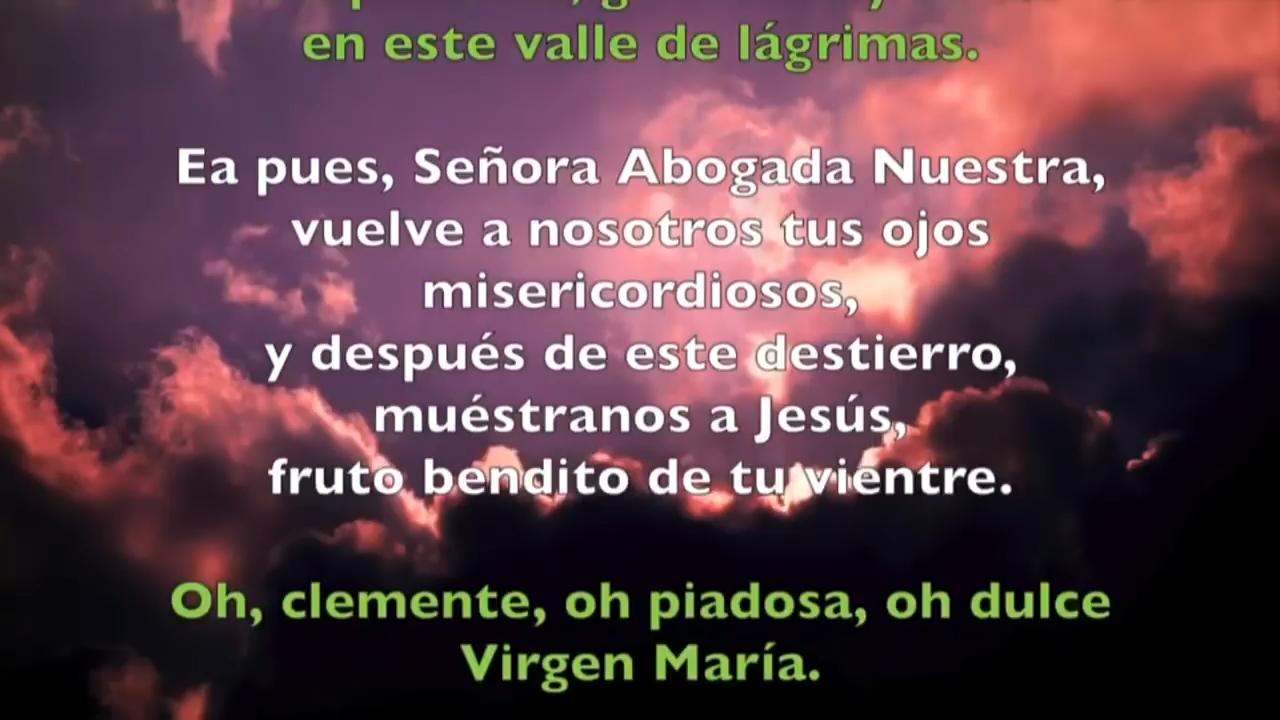 en este valle de lágrimas.
Ea pues, Señora Abogada Nuestra,
vuelve a nosotros tus ojos
misericordiosos,
y después de este destierro,
muéstranos a Jesús,
fruto bendito de tu vientre.
Oh, clemente, oh piadosa, oh dulce
Virgen María.